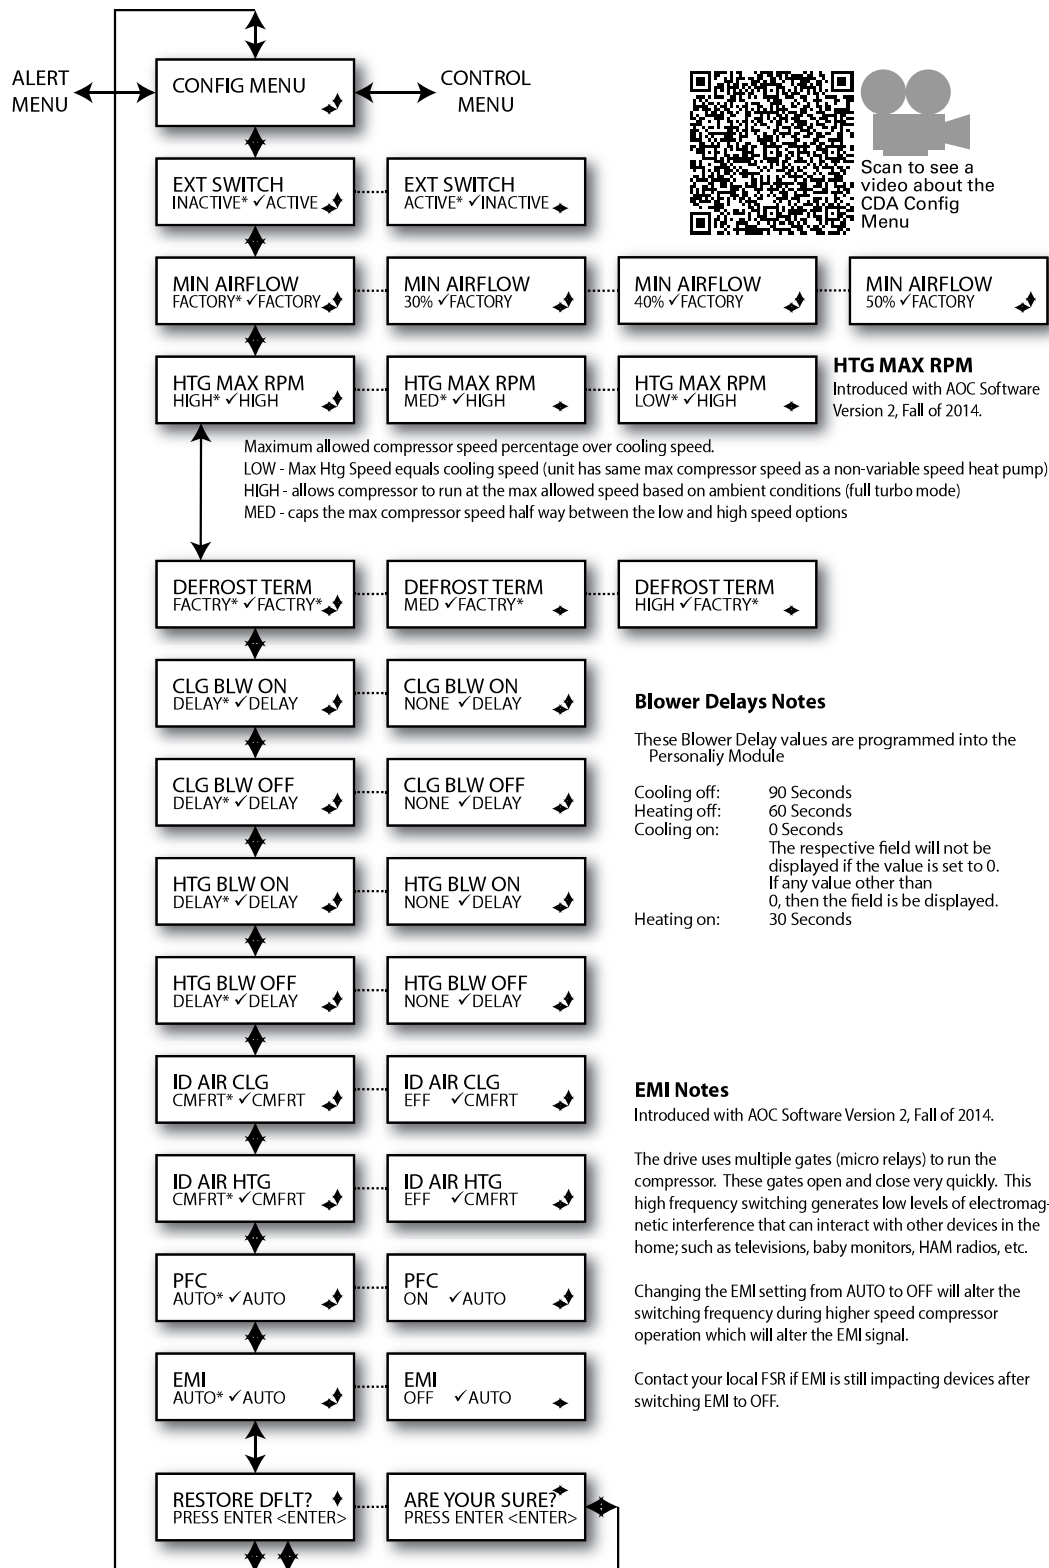 ALERT
MENU
CONFIG MENU
CONTROL
MENU
Scan to see a
video about the
CDA Config
Menu
EXT SWITCH
INACTIVE* ✓ACTIVE
EXT SWITCH
ACTIVE* ✓INACTIVE
MIN AIRFLOW
FACTORY* ✓FACTORY
MIN AIRFLOW
30% ✓FACTORY
MIN AIRFLOW
40% ✓FACTORY
MIN AIRFLOW
50% ✓FACTORY
HTG MAX RPM
HIGH* ✓HIGH
HTG MAX RPM
MED* ✓HIGH
HTG MAX RPM
LOW* ✓HIGH
HTG MAX RPM
Introduced with AOC Software
Version 2, Fall of 2014.
Maximum allowed compressor speed percentage over cooling speed.
LOW - Max Htg Speed equals cooling speed (unit has same max compressor speed as a non-variable speed heat pump)
HIGH - allows compressor to run at the max allowed speed based on ambient conditions (full turbo mode)
MED - caps the max compressor speed half way between the low and high speed options
DEFROST TERM
FACTRY* ✓FACTRY*
DEFROST TERM
MED ✓FACTRY*
DEFROST TERM
HIGH ✓FACTRY*
CLG BLW ON
DELAY* ✓DELAY
CLG BLW ON
NONE ✓DELAY
CLG BLW OFF
DELAY* ✓DELAY
CLG BLW OFF
NONE ✓DELAY
HTG BLW ON
DELAY* ✓DELAY
HTG BLW ON
NONE ✓DELAY
HTG BLW OFF
DELAY* ✓DELAY
HTG BLW OFF
NONE ✓DELAY
Blower Delays Notes
These Blower Delay values are programmed into the
Personaliy Module
Cooling off: 90 Seconds
Heating off: 60 Seconds
Cooling on: 0 Seconds
The respective field will not be
displayed if the value is set to 0.
If any value other than
0, then the field is be displayed.
Heating on: 30 Seconds
ID AIR CLG
CMFRT* ✓CMFRT
ID AIR CLG
EFF ✓CMFRT
ID AIR HTG
CMFRT* ✓CMFRT
ID AIR HTG
EFF ✓CMFRT
PFC
AUTO* ✓AUTO
PFC
ON ✓AUTO
EMI
AUTO* ✓AUTO
EMI
OFF ✓AUTO
EMI Notes
Introduced with AOC Software Version 2, Fall of 2014.
The drive uses multiple gates (micro relays) to run the
compressor. These gates open and close very quickly. This
high frequency switching generates low levels of electromag-
netic interference that can interact with other devices in the
home; such as televisions, baby monitors, HAM radios, etc.
Changing the EMI setting from AUTO to OFF will alter the
switching frequency during higher speed compressor
operation which will alter the EMI signal.
Contact your local FSR if EMI is still impacting devices after
switching EMI to OFF.
RESTORE DFLT?
PRESS ENTER <ENTER>
ARE YOUR SURE?
PRESS ENTER <ENTER>